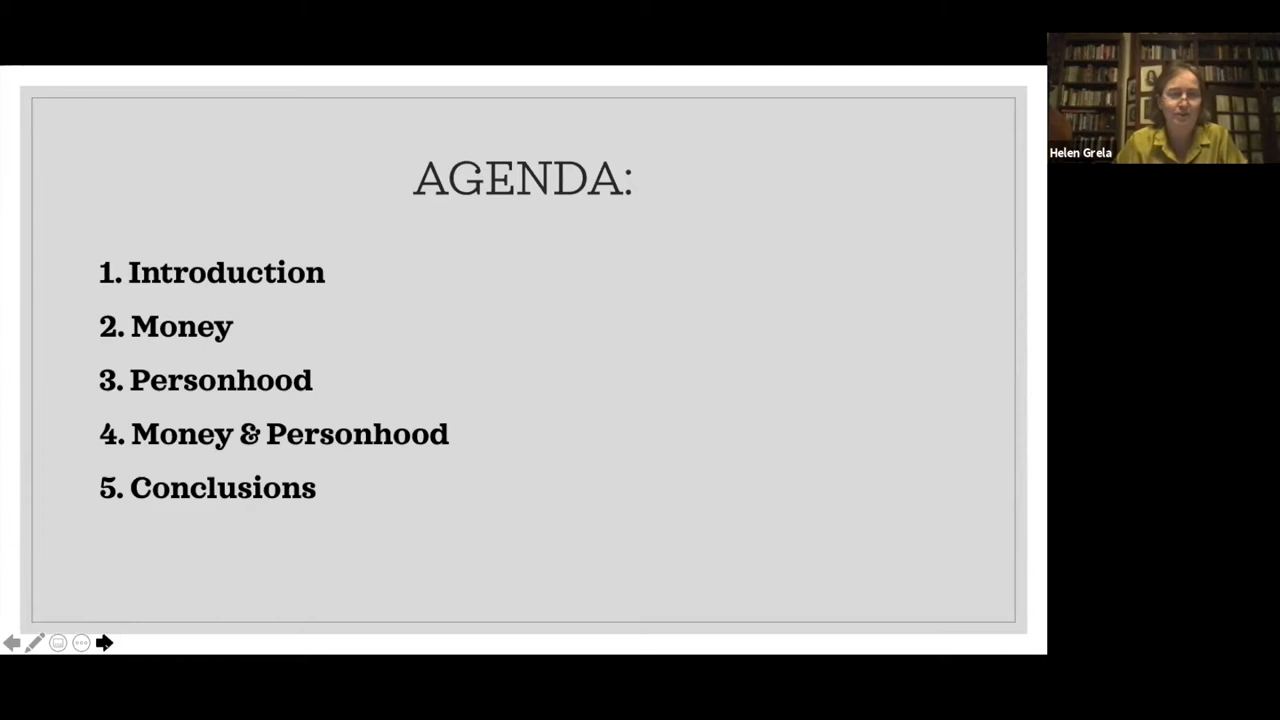 AGENDA:
1. Introduction
2. Money
3. Personhood
4. Money & Personhood
5. Conclusions
Helen Grela